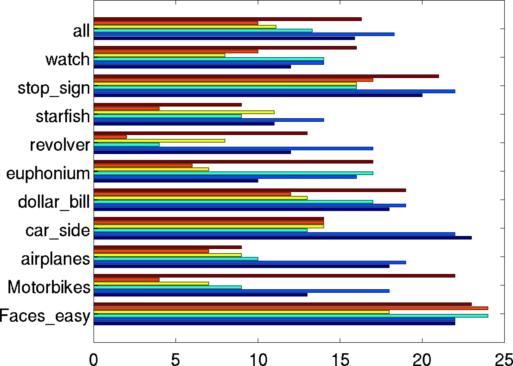 all
watch
stop_sign
starfish
revolver
euphonium
dollar_bill
car_side
airplanes
Motorbikes
Faces_easy
0 5 10 15 20 25